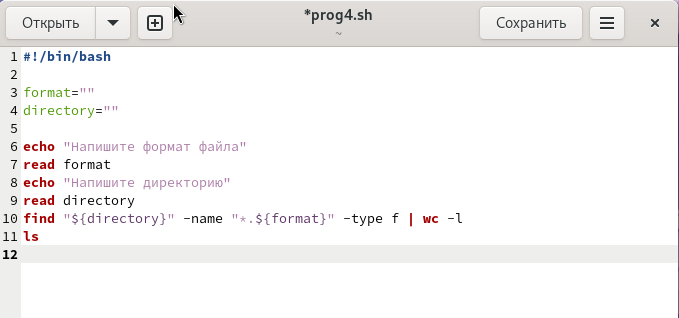 Открыть
*prog4.sh
~
Сохранить
1 #!/bin/bash
2
3 format=""
4 directory=""
5
6 echo "Напишите формат файла"
7 read format
8 echo "Напишите директорию"
9 read directory
10 find "${directory}" -name "*.${format}" -type f | wc -l
11 ls
12